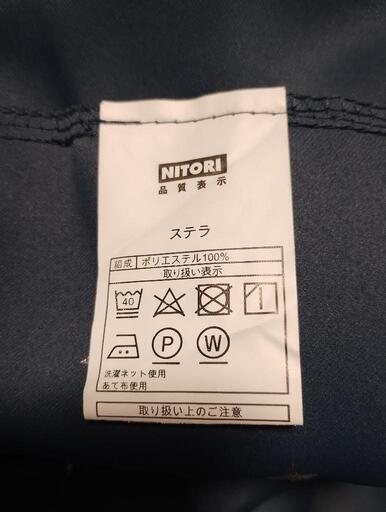 NITORI
品質表示
ステラ
組成 ポリエステル100%
取り扱い表示
40
P W
洗濯ネット使用
あて布使用
取り扱い上のご注意